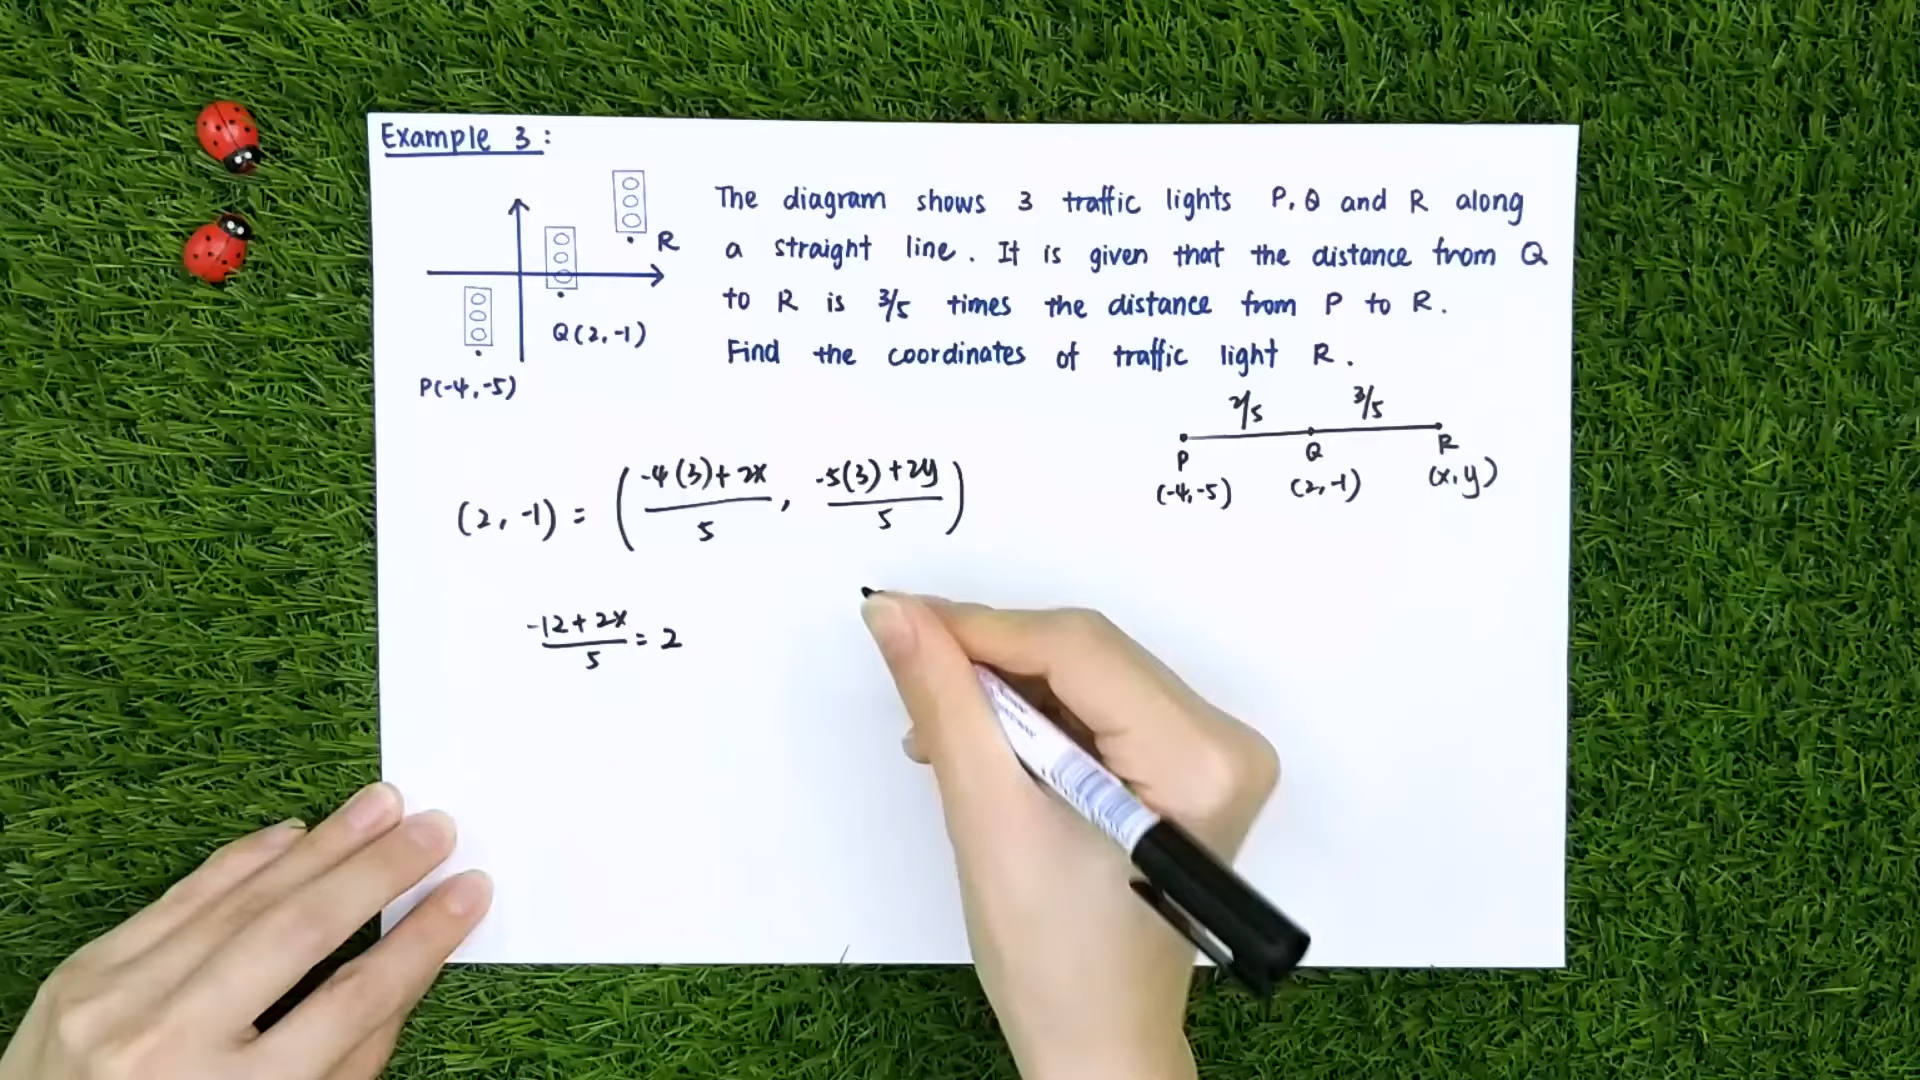 Example 3:
The diagram shows 3 traffic lights P, Q and R along
a straight line. It is given that the distance from Q
to R is 3/5 times the distance from P to R.
Find the coordinates of traffic light R.
R
Q(2,-1)
P(-4,-5)
2/5 3/5
P Q R
(-4,-5) (2,-1) (x,y)
(2,-1) = ( -4(3)+2x / 5 , -5(3)+2y / 5 )
-12+2x / 5 = 2